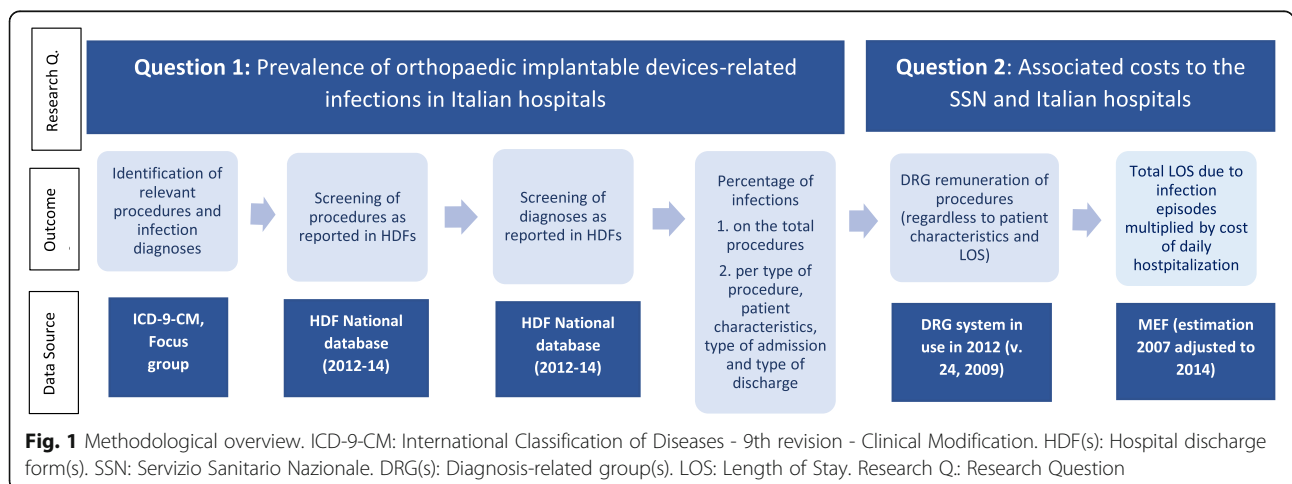 Research Q.
Question 1: Prevalence of orthopaedic implantable devices-related
infections in Italian hospitals
Question 2: Associated costs to the
SSN and Italian hospitals
Outcome
Identification of
relevant
procedures and
infection
diagnoses
Screening of
procedures as
reported in HDFs
Screening of
diagnoses as
reported in HDFs
Percentage of
infections
1. on the total
procedures
2. per type of
procedure,
patient
characteristics,
type of admission
and type of
discharge
DRG remuneration of
procedures
(regardless to patient
characteristics and
LOS)
Total LOS due to
infection
episodes
multiplied by cost
of daily
hostpitalization
Data Source
ICD-9-CM,
Focus
group
HDF National
database
(2012-14)
HDF National
database
(2012-14)
DRG system in
use in 2012 (v.
24, 2009)
MEF (estimation
2007 adjusted to
2014)
Fig. 1 Methodological overview. ICD-9-CM: International Classification of Diseases - 9th revision - Clinical Modification. HDF(s): Hospital discharge
form(s). SSN: Servizio Sanitario Nazionale. DRG(s): Diagnosis-related group(s). LOS: Length of Stay. Research Q.: Research Question